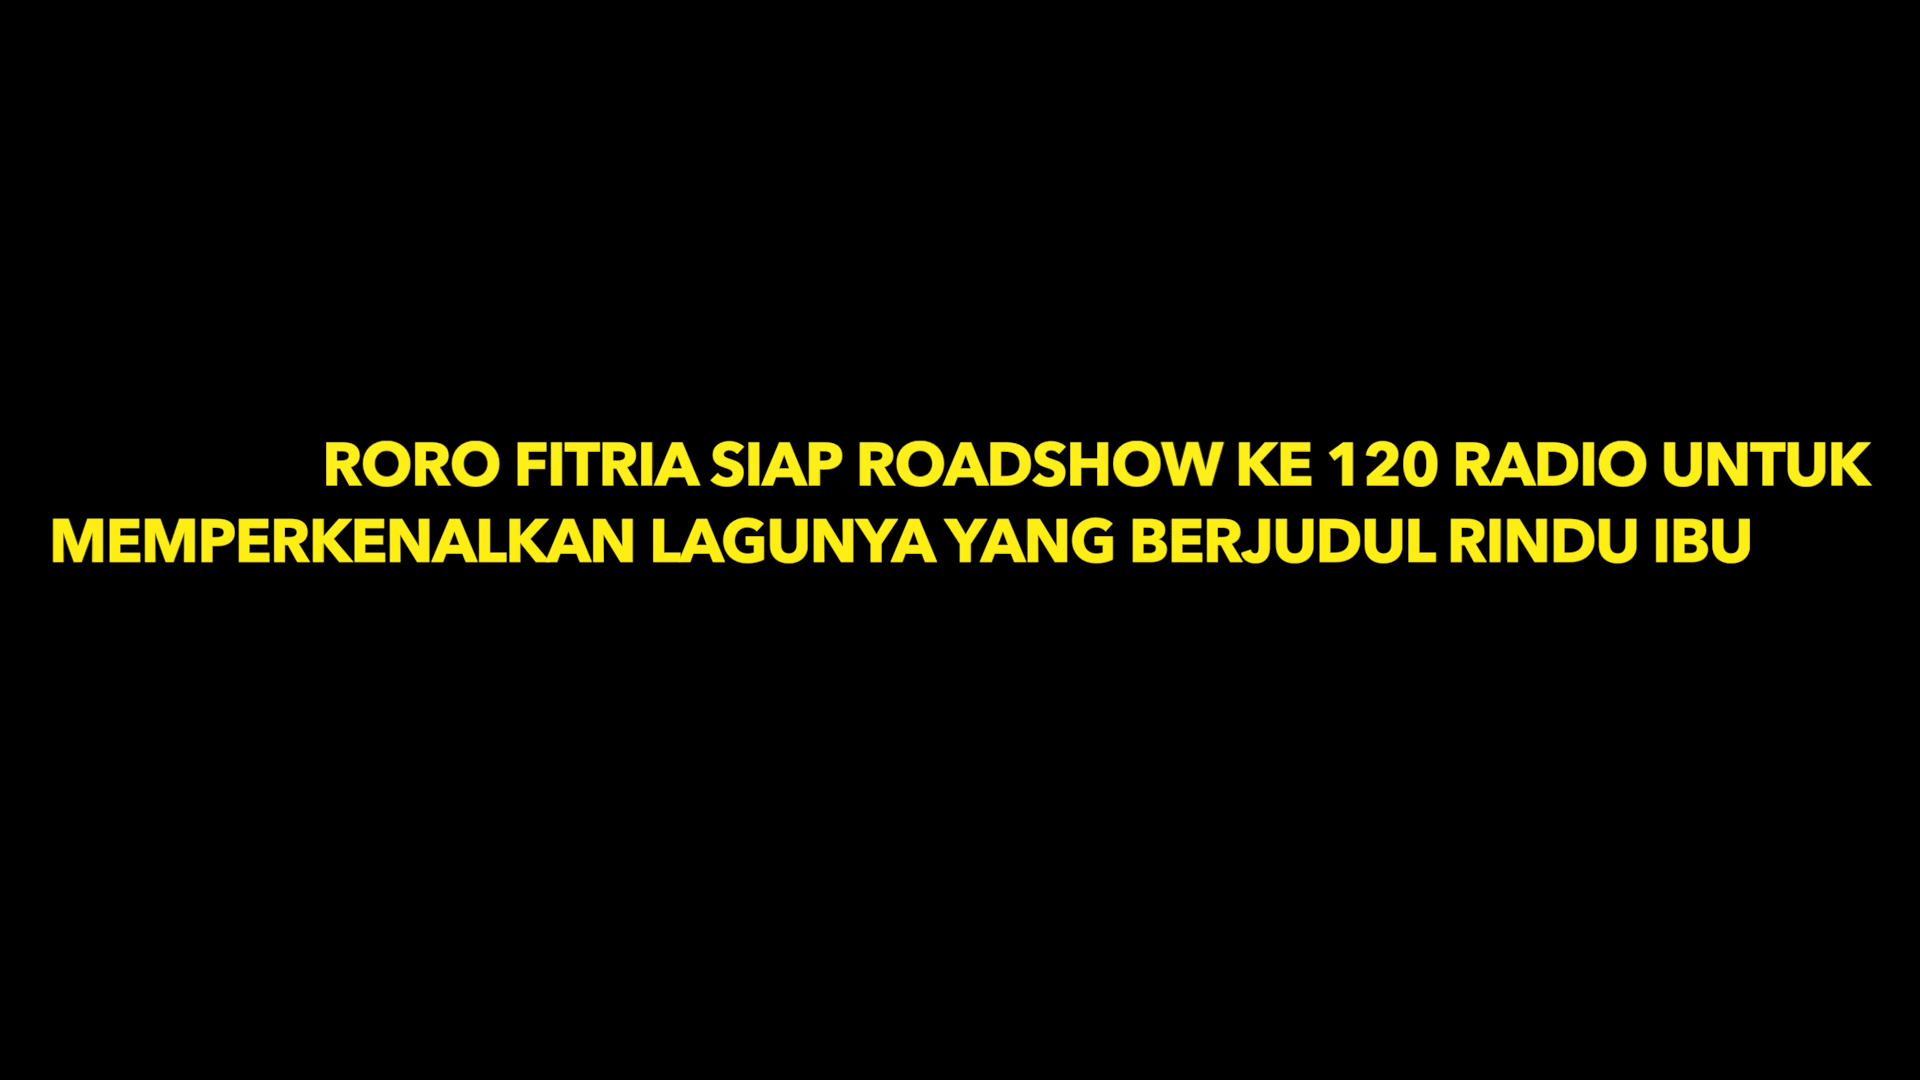 RORO FITRIA SIAP ROADSHOW KE 120 RADIO UNTUK
MEMPERKENALKAN LAGUNYA YANG BERJUDUL RINDU IBU